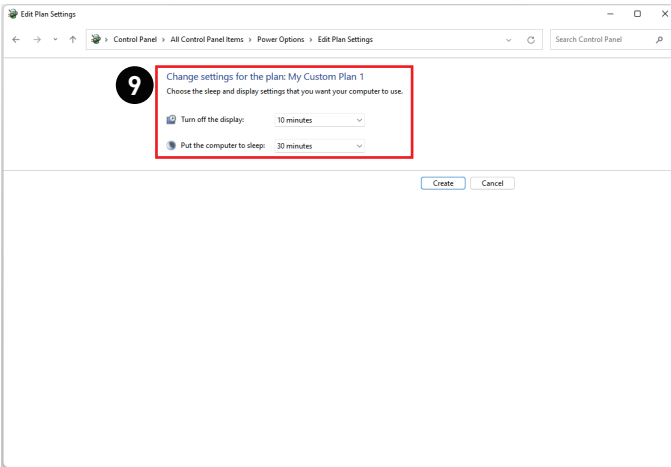 Edit Plan Settings
Control Panel > All Control Panel Items > Power Options > Edit Plan Settings
Search Control Panel
9
Change settings for the plan: My Custom Plan 1
Choose the sleep and display settings that you want your computer to use.
Turn off the display: 10 minutes
Put the computer to sleep: 30 minutes
Create Cancel